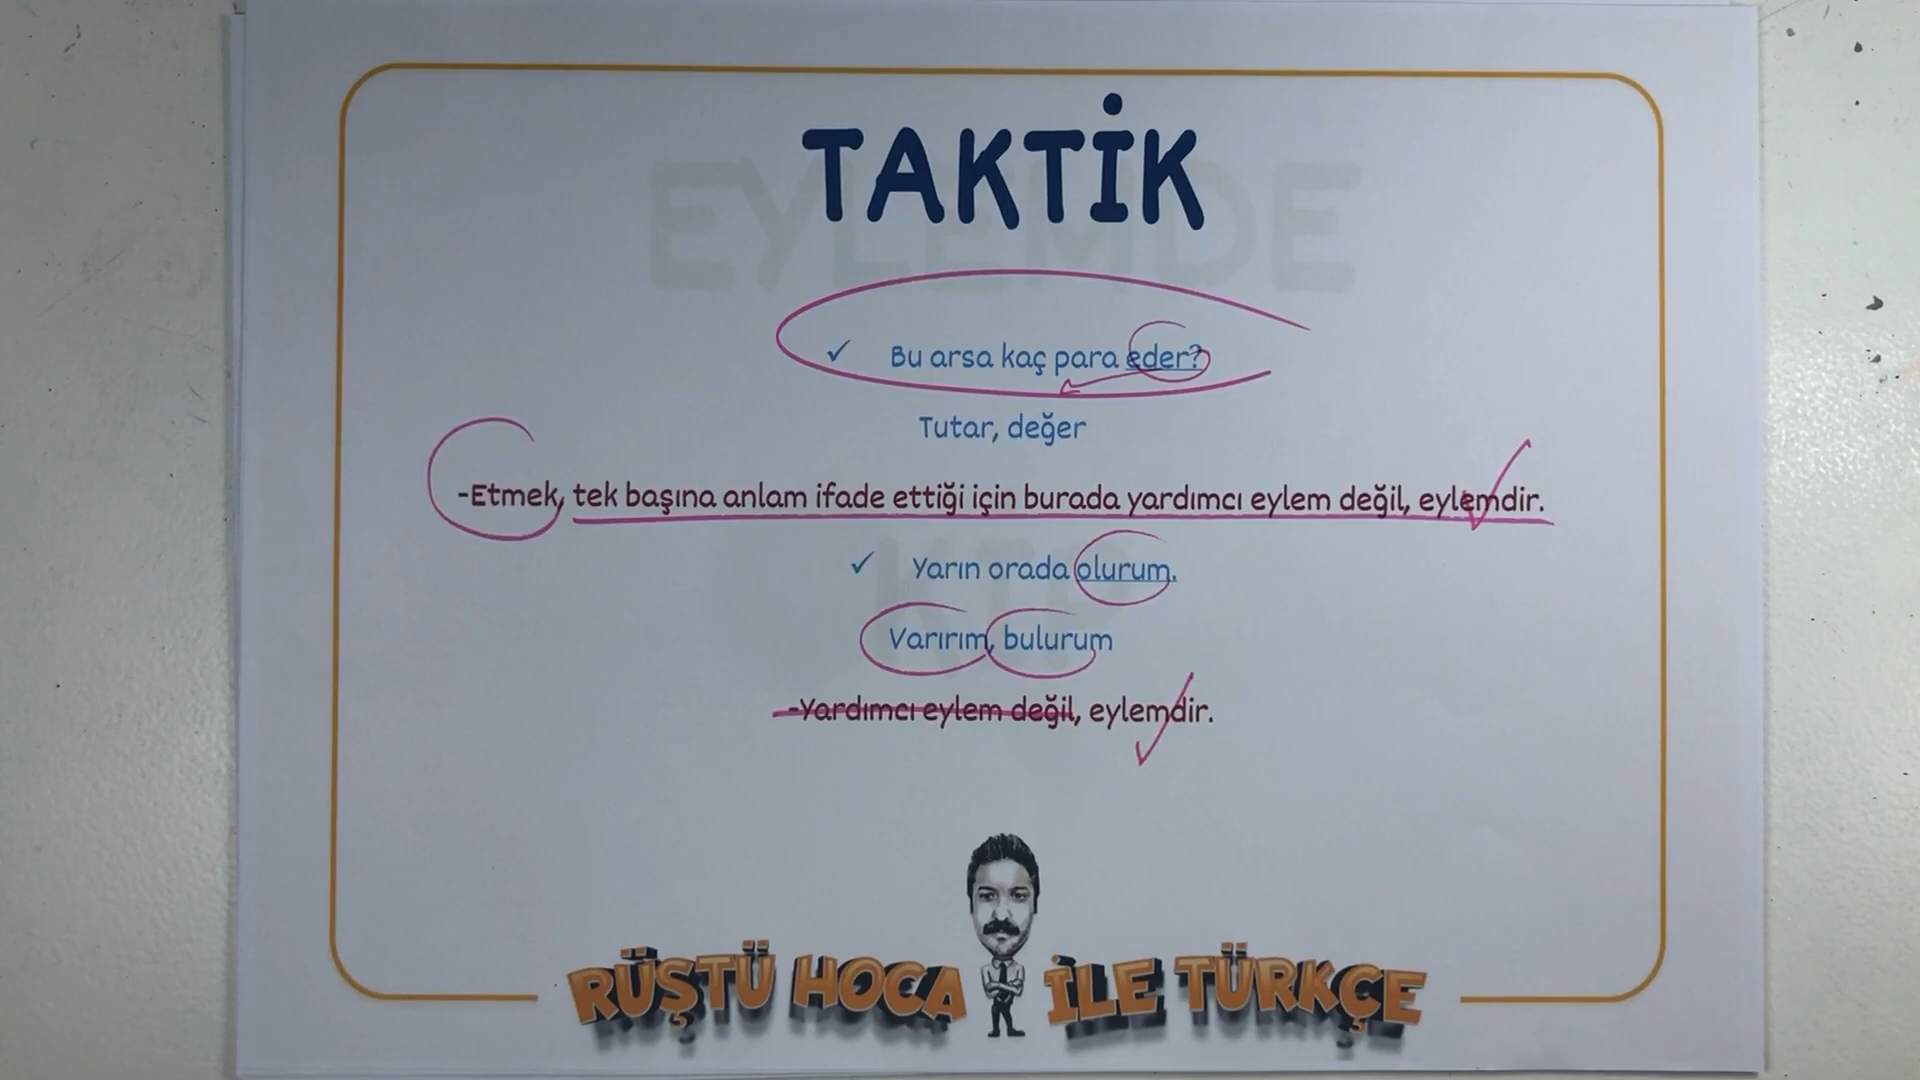 TAKTİK
✓ Bu arsa kaç para eder?
Tutar, değer
-Etmek, tek başına anlam ifade ettiği için burada yardımcı eylem değil, eylemdir.
✓ Yarın orada olurum.
Varırım, bulurum
-Yardımcı eylem değil, eylemdir.
RÜŞTÜ HOCA İLE TÜRKÇE